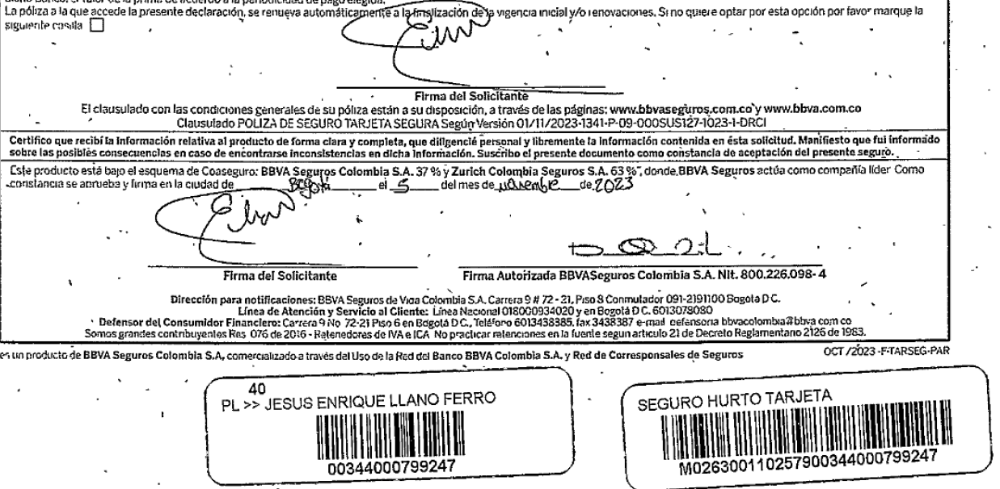 La póliza a la que accede la presente declaración, se renueva automáticamente a la finalización de la vigencia inicial y/o renovaciones. Si no quiere optar por esta opción por favor marque la
siguiente casilla
Firma del Solicitante
El clausulado con las condiciones generales de su póliza están a su disposición, a través de las páginas: www.bbvaseguros.com.co y www.bbva.com.co
Clausulado POLIZA DE SEGURO TARJETA SEGURA Según Versión 01/11/2023-1341-P-09-000SUS127-1023-1-DRCI
Certifico que recibí la Información relativa al producto de forma clara y completa, que diligencié personal y libremente la Información contenida en ésta solicitud. Manifiesto que fui informado
sobre las posibles consecuencias en caso de encontrarse inconsistencias en dicha Información. Suscribo el presente documento como constancia de aceptación del presente seguro.
Este producto está bajo el esquema de Coaseguro: BBVA Seguros Colombia S.A. 37 % y Zurich Colombia Seguros S.A. 63 %", donde BBVA Seguros actúa como compañía líder Como
constancia se aprueba y firma en la ciudad de Bogotá el 5 del mes de noviembre de 2023
Firma del Solicitante
Firma Autorizada BBVASeguros Colombia S.A. Nit. 800.226.098-4
Dirección para notificaciones: BBVA Seguros de Vida Colombia S.A. Carrera 9 # 72 - 21, Piso 8 Conmutador 091-2191100 Bogota D C.
Línea de Atención y Servicio al Cliente: Línea Nacional 018000934020 y en Bogotá D C. 6013078080
Defensor del Consumidor Financiero: Carrera 9 No 72-21 Piso 6 en Bogotá D C., Teléfono 6013438385. fax 3438387 e-mail defensoria bbvacolombia@bbva com co
Somos grandes contribuyentes Res 076 de 2016 - Retenedores de IVA e ICA No practicar retenciones en la fuente segun articulo 21 de Decreto Reglamentario 2126 de 1983.
es un producto de BBVA Seguros Colombia S.A, comercializado a través del Uso de la Red del Banco BBVA Colombia S.A. y Red de Corresponsales de Seguros
OCT /2023 -F-TARSEG-PAR
40
PL >> JESUS ENRIQUE LLANO FERRO
00344000799247
SEGURO HURTO TARJETA
M02630011025790034​4000799247